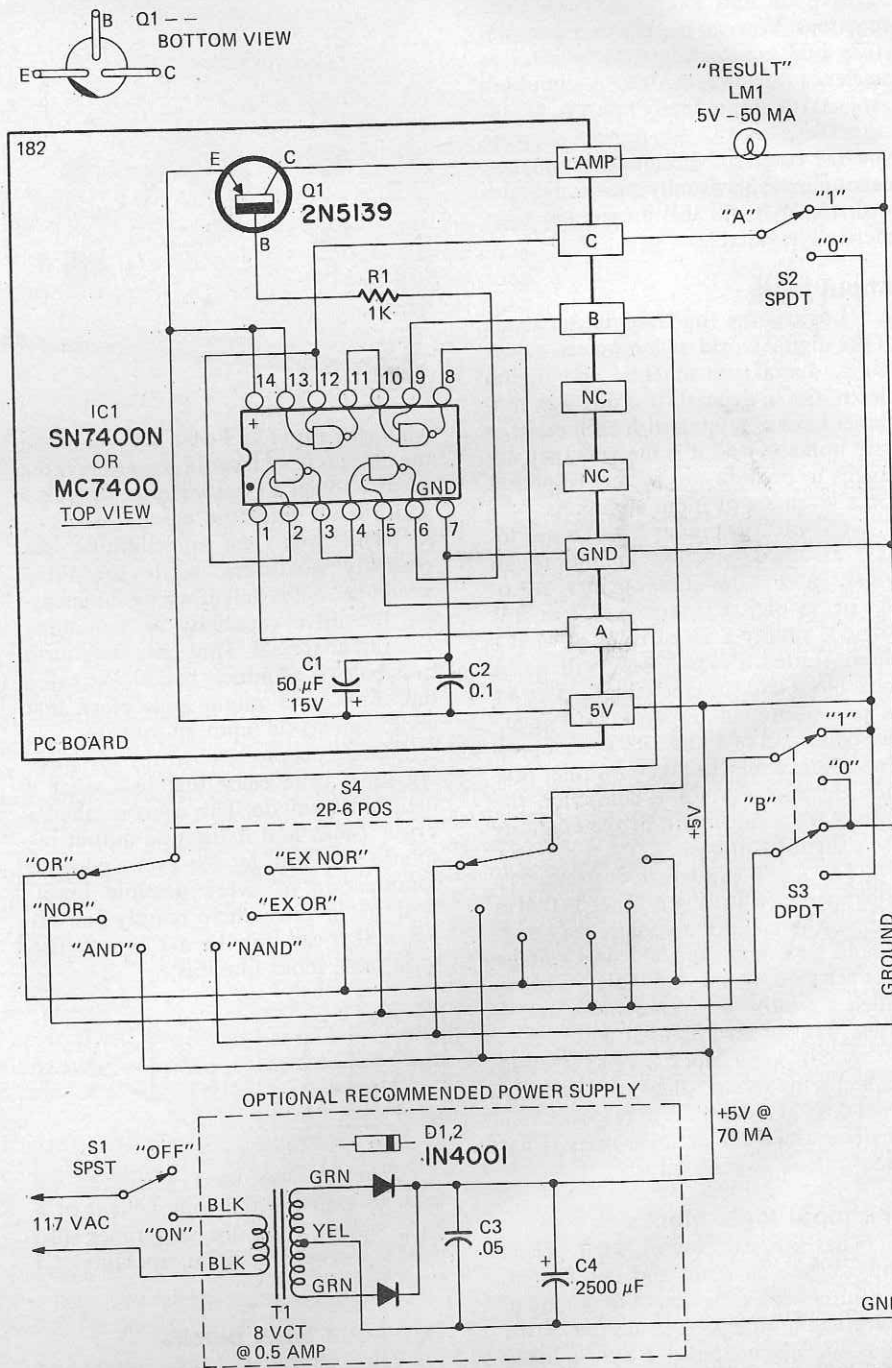 B Q1 --
BOTTOM VIEW
E C
"RESULT"
LM1
5V - 50 MA
182
E C
LAMP
Q1
2N5139
B
"A"
"1"
C
"0"
R1
1K
S2
SPDT
B
14 13 12 11 10 9 8
NC
IC1
SN7400N
OR
MC7400
TOP VIEW
+
GND
NC
1 2 3 4 5 6 7
GND
A
C1
50 μF
15V
+
C2
0.1
5V
PC BOARD
"1"
"0"
"B"
S4
2P-6 POS
+5V
S3
DPDT
"OR"
"EX NOR"
"NOR"
"EX OR"
"AND"
"NAND"
GROUND
OPTIONAL RECOMMENDED POWER SUPPLY
+5V @
70 MA
D1,2
1N4001
S1
SPST
"OFF"
GRN
BLK
117 VAC
YEL
"ON"
C3
.05
BLK
GRN
+
C4
2500 μF
T1
8 VCT
@ 0.5 AMP
GND